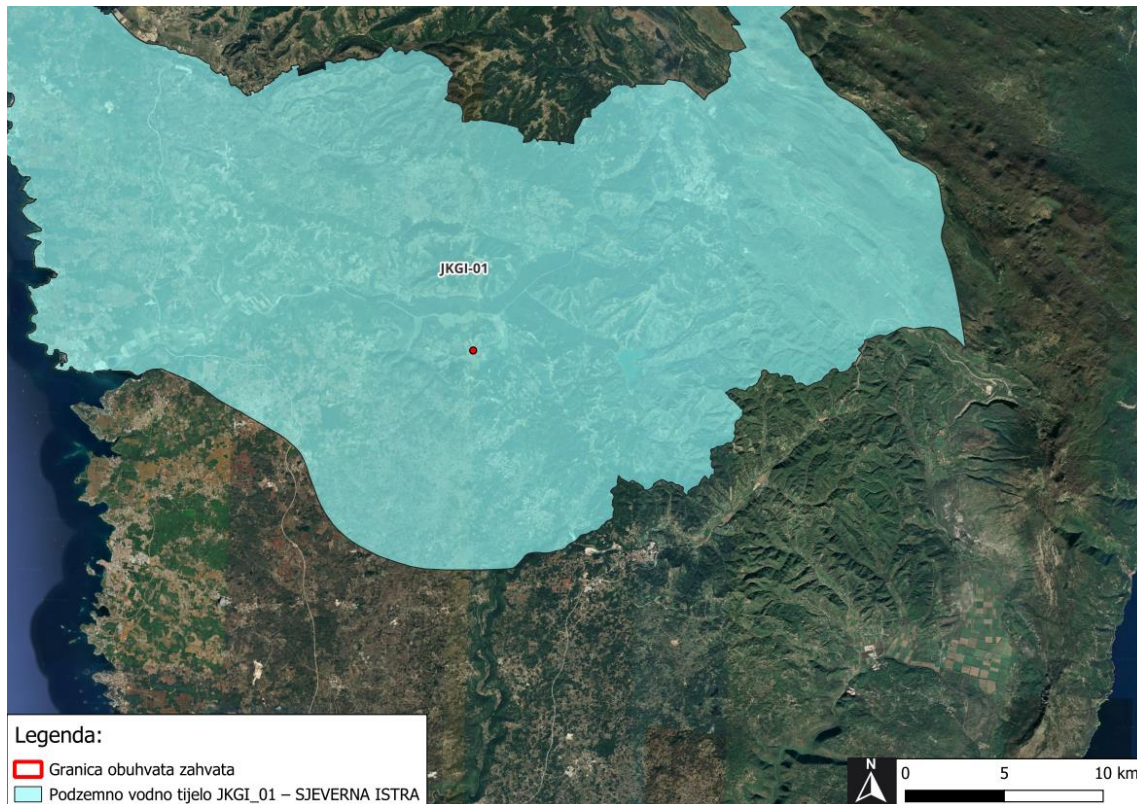 JKGI-01
Legenda:
Granica obuhvata zahvata
Podzemno vodno tijelo JKGI_01 – SJEVERNA ISTRA
N
0 5 10 km